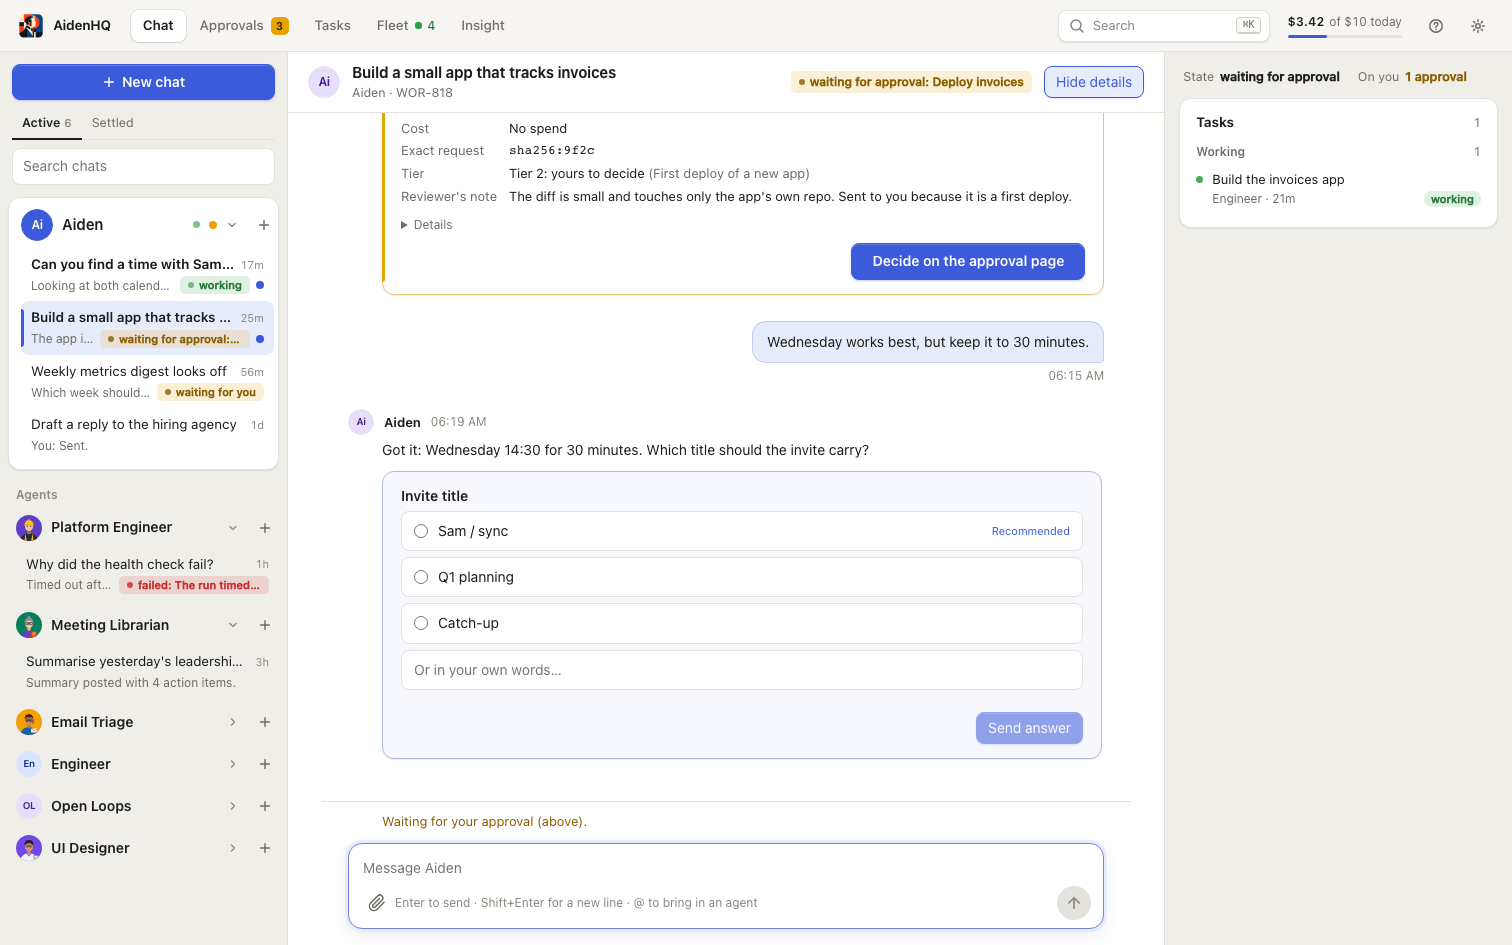 AidenHQ
Chat
Approvals 3
Tasks
Fleet 4
Insight
Search ⌘K
$3.42 of $10 today
+ New chat
Active 6
Settled
Search chats
Ai Aiden
Can you find a time with Sam... 17m
Looking at both calend... working
Build a small app that tracks ... 25m
The app i... waiting for approval:...
Weekly metrics digest looks off 56m
Which week should... waiting for you
Draft a reply to the hiring agency 1d
You: Sent.
Agents
Platform Engineer
Why did the health check fail? 1h
Timed out aft... failed: The run timed...
Meeting Librarian
Summarise yesterday's leadershi... 3h
Summary posted with 4 action items.
Email Triage
En Engineer
OL Open Loops
UI Designer
Ai
Build a small app that tracks invoices
Aiden · WOR-818
waiting for approval: Deploy invoices
Hide details
Cost No spend
Exact request sha256:9f2c
Tier Tier 2: yours to decide (First deploy of a new app)
Reviewer's note The diff is small and touches only the app's own repo. Sent to you because it is a first deploy.
Details
Decide on the approval page
Wednesday works best, but keep it to 30 minutes.
06:15 AM
Ai Aiden 06:19 AM
Got it: Wednesday 14:30 for 30 minutes. Which title should the invite carry?
Invite title
Sam / sync Recommended
Q1 planning
Catch-up
Or in your own words...
Send answer
Waiting for your approval (above).
Message Aiden
Enter to send · Shift+Enter for a new line · @ to bring in an agent
State waiting for approval On you 1 approval
Tasks 1
Working 1
Build the invoices app
Engineer · 21m working